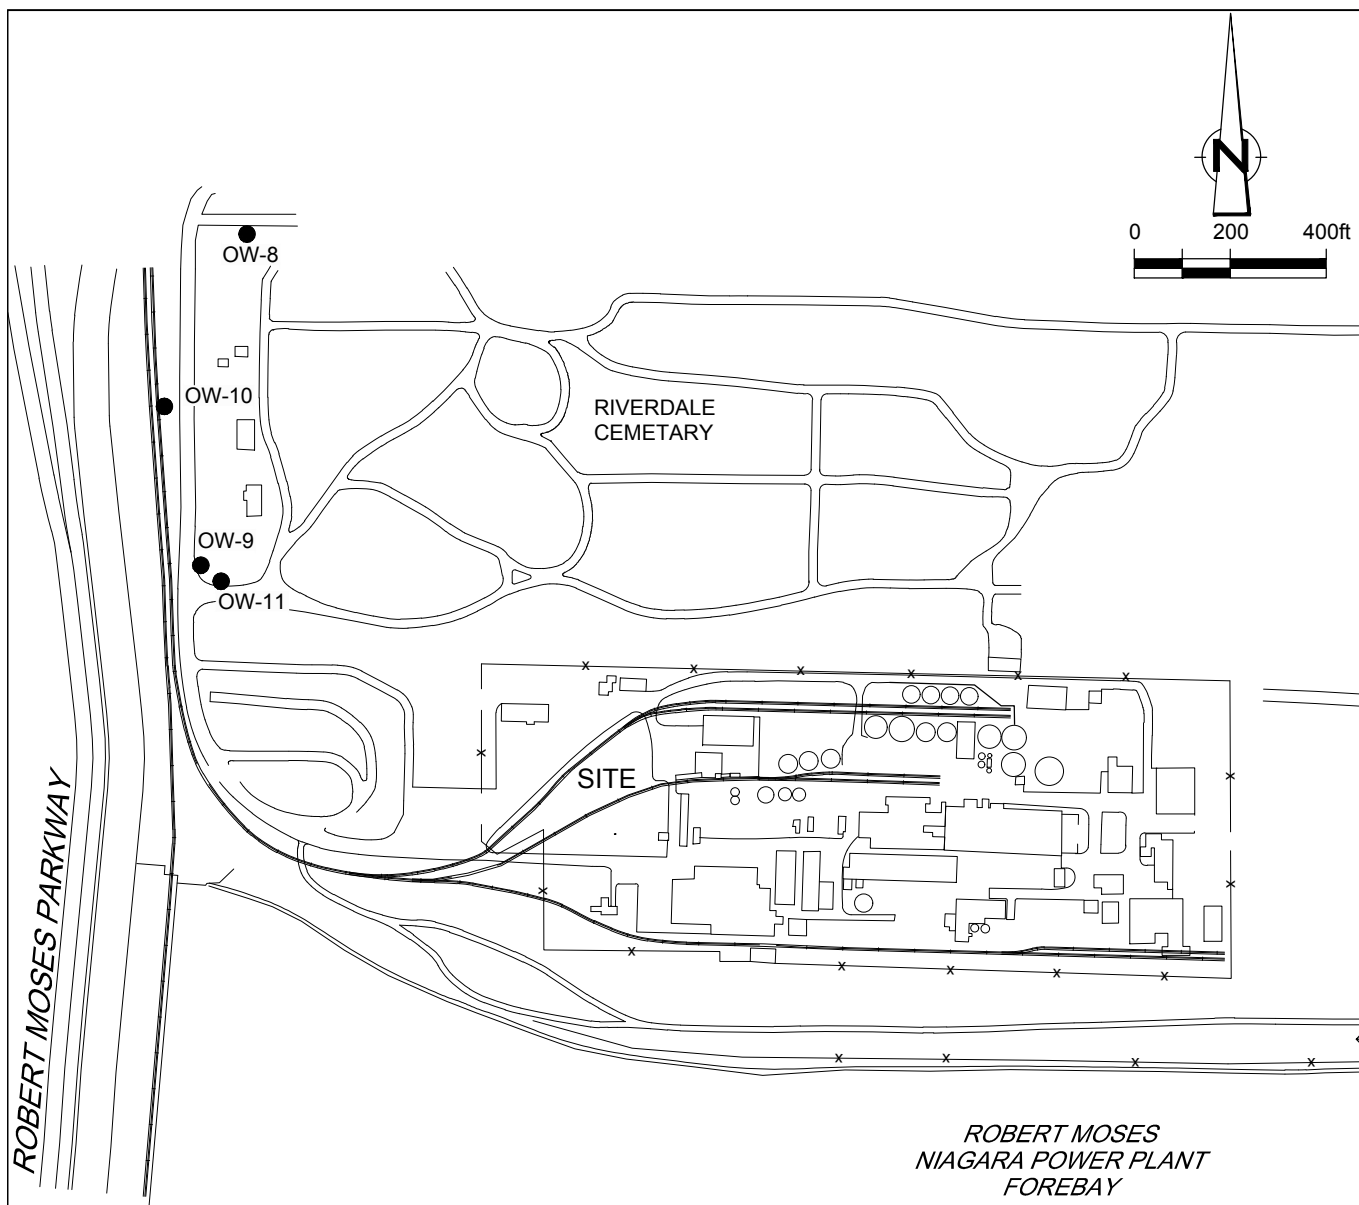 N
0 200 400ft
OW-8
OW-10
RIVERDALE
CEMETARY
OW-9
OW-11
SITE
ROBERT MOSES PARKWAY
ROBERT MOSES
NIAGARA POWER PLANT
FOREBAY